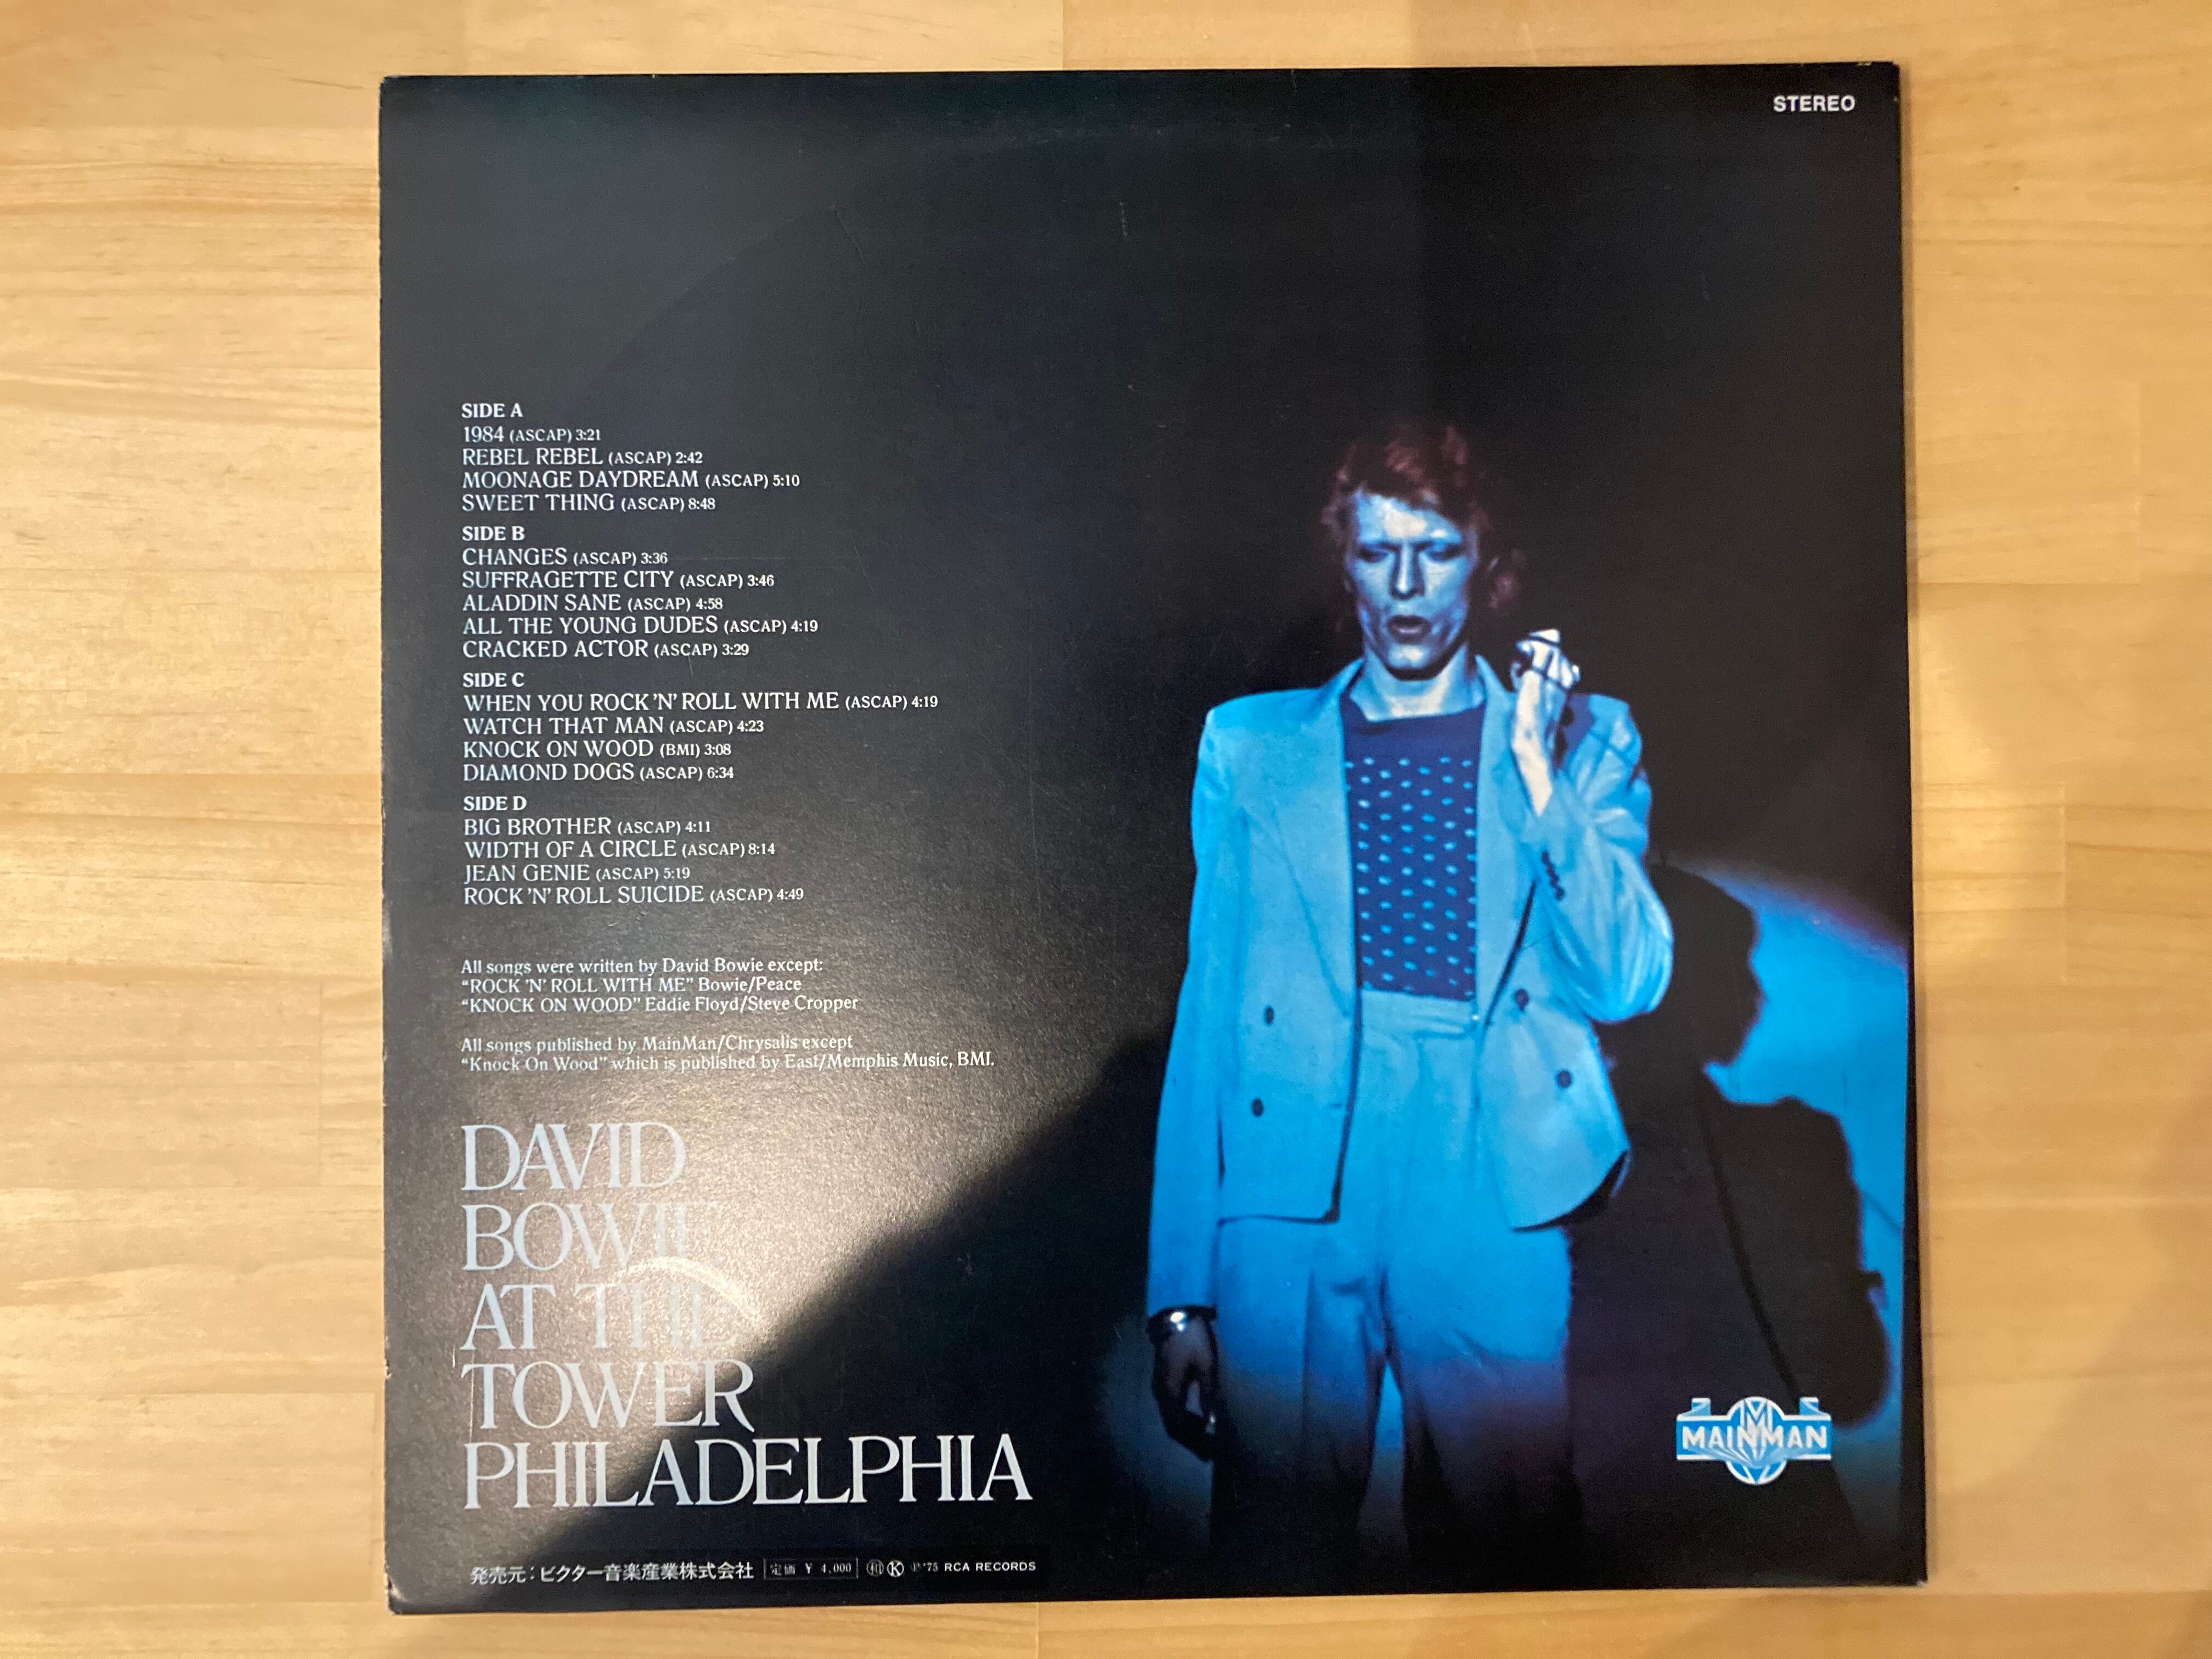 STEREO
SIDE A
1984 (ASCAP) 3:21
REBEL REBEL (ASCAP) 2:42
MOONAGE DAYDREAM (ASCAP) 5:10
SWEET THING (ASCAP) 8:48
SIDE B
CHANGES (ASCAP) 3:36
SUFFRAGETTE CITY (ASCAP) 3:46
ALADDIN SANE (ASCAP) 4:58
ALL THE YOUNG DUDES (ASCAP) 4:19
CRACKED ACTOR (ASCAP) 3:29
SIDE C
WHEN YOU ROCK 'N' ROLL WITH ME (ASCAP) 4:19
WATCH THAT MAN (ASCAP) 4:23
KNOCK ON WOOD (BMI) 3:08
DIAMOND DOGS (ASCAP) 6:34
SIDE D
BIG BROTHER (ASCAP) 4:11
WIDTH OF A CIRCLE (ASCAP) 8:14
JEAN GENIE (ASCAP) 5:19
ROCK 'N' ROLL SUICIDE (ASCAP) 4:49
All songs were written by David Bowie except:
"ROCK 'N' ROLL WITH ME" Bowie/Peace
"KNOCK ON WOOD" Eddie Floyd/Steve Cropper
All songs published by MainMan/Chrysalis except
"Knock On Wood" which is published by East/Memphis Music, BMI.
DAVID
BOWIE
AT THE
TOWER
PHILADELPHIA
MAINMAN
発売元:ビクター音楽産業株式会社 定価 ¥ 4,000 Ⓚ ℗'75 RCA RECORDS